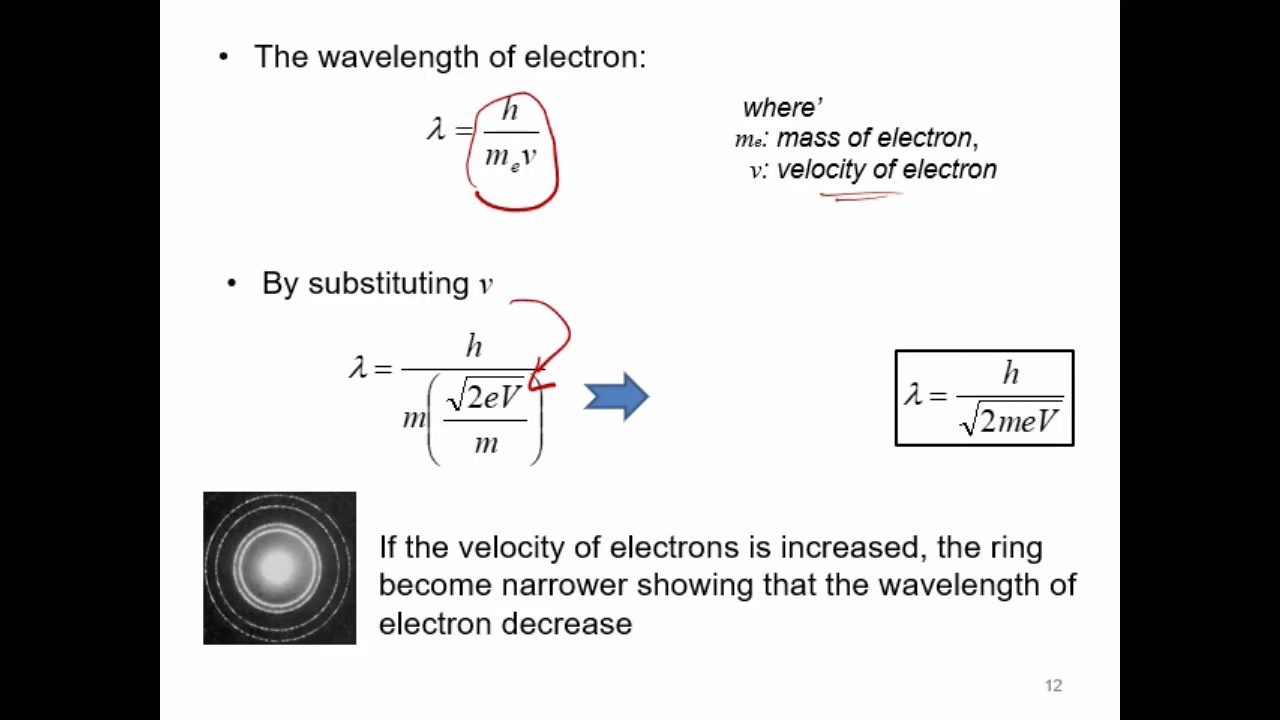 • The wavelength of electron:
λ = h / mₑv
where’
mₑ: mass of electron,
v: velocity of electron
• By substituting v
λ = h / m(√2eV / m)
λ = h / √2meV
If the velocity of electrons is increased, the ring
become narrower showing that the wavelength of
electron decrease
12